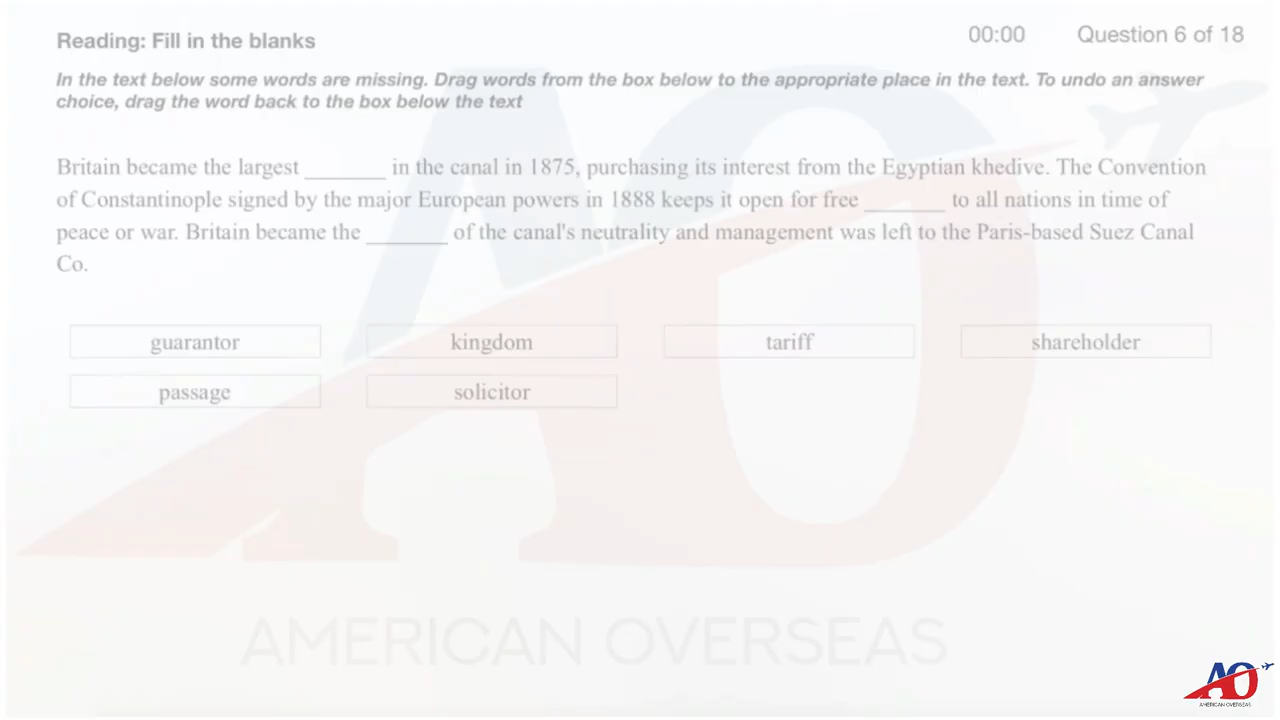 Reading: Fill in the blanks
00:00 Question 6 of 18
In the text below some words are missing. Drag words from the box below to the appropriate place in the text. To undo an answer
choice, drag the word back to the box below the text
Britain became the largest ________ in the canal in 1875, purchasing its interest from the Egyptian khedive. The Convention
of Constantinople signed by the major European powers in 1888 keeps it open for free ________ to all nations in time of
peace or war. Britain became the ________ of the canal's neutrality and management was left to the Paris-based Suez Canal
Co.
guarantor kingdom tariff shareholder
passage solicitor
AO
AMERICAN OVERSEAS
AO
AMERICAN OVERSEAS